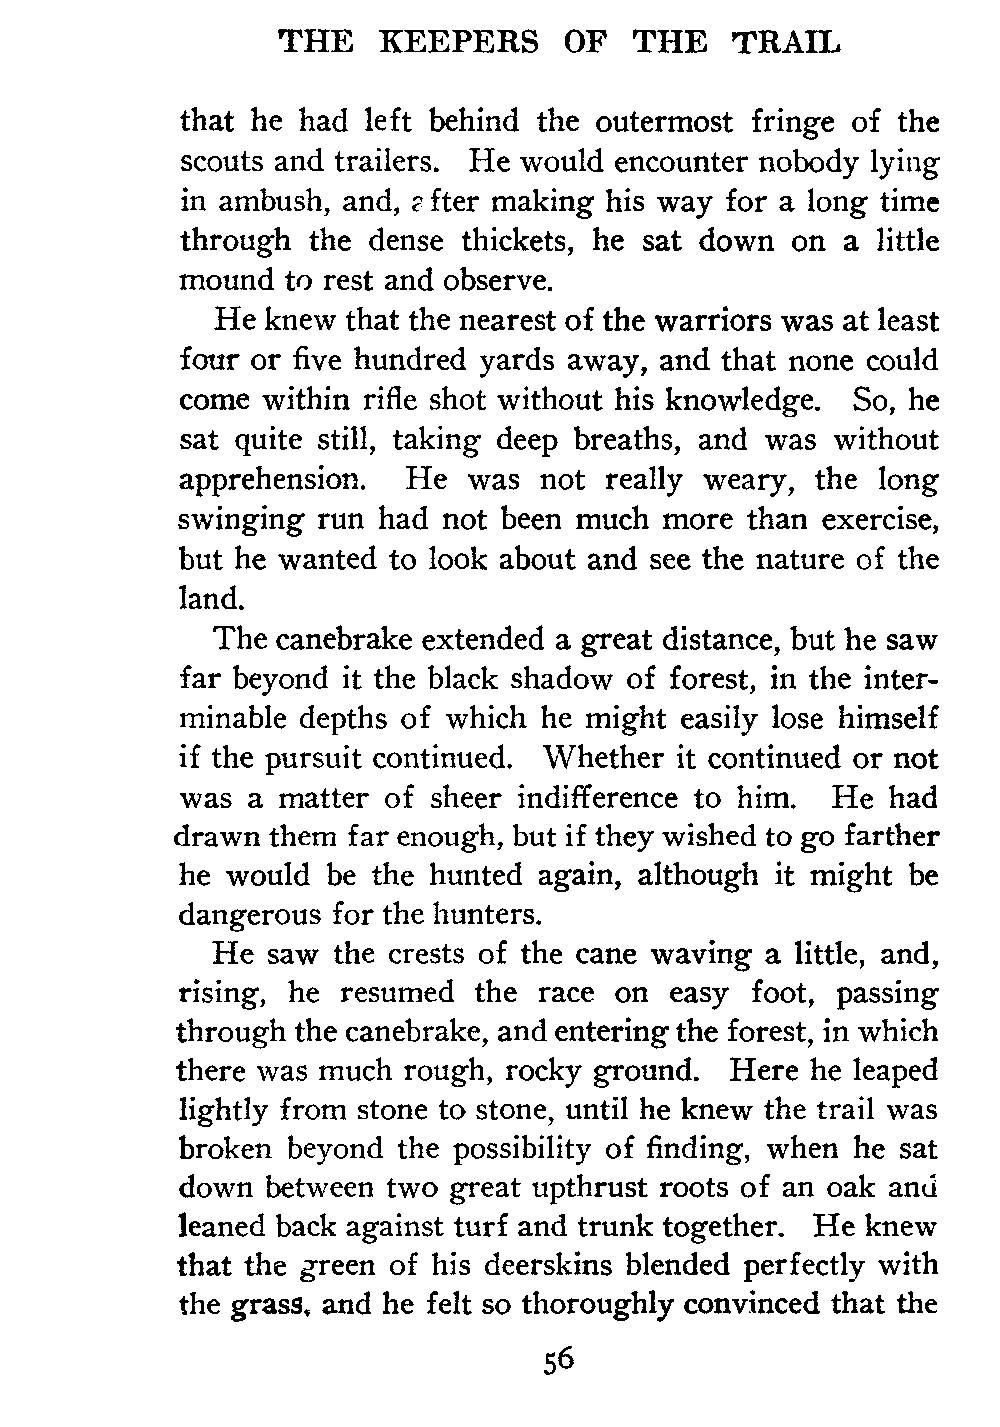 THE KEEPERS OF THE TRAIL
that he had left behind the outermost fringe of the
scouts and trailers. He would encounter nobody lying
in ambush, and, after making his way for a long time
through the dense thickets, he sat down on a little
mound to rest and observe.
He knew that the nearest of the warriors was at least
four or five hundred yards away, and that none could
come within rifle shot without his knowledge. So, he
sat quite still, taking deep breaths, and was without
apprehension. He was not really weary, the long
swinging run had not been much more than exercise,
but he wanted to look about and see the nature of the
land.
The canebrake extended a great distance, but he saw
far beyond it the black shadow of forest, in the inter-
minable depths of which he might easily lose himself
if the pursuit continued. Whether it continued or not
was a matter of sheer indifference to him. He had
drawn them far enough, but if they wished to go farther
he would be the hunted again, although it might be
dangerous for the hunters.
He saw the crests of the cane waving a little, and,
rising, he resumed the race on easy foot, passing
through the canebrake, and entering the forest, in which
there was much rough, rocky ground. Here he leaped
lightly from stone to stone, until he knew the trail was
broken beyond the possibility of finding, when he sat
down between two great upthrust roots of an oak and
leaned back against turf and trunk together. He knew
that the green of his deerskins blended perfectly with
the grass, and he felt so thoroughly convinced that the
56